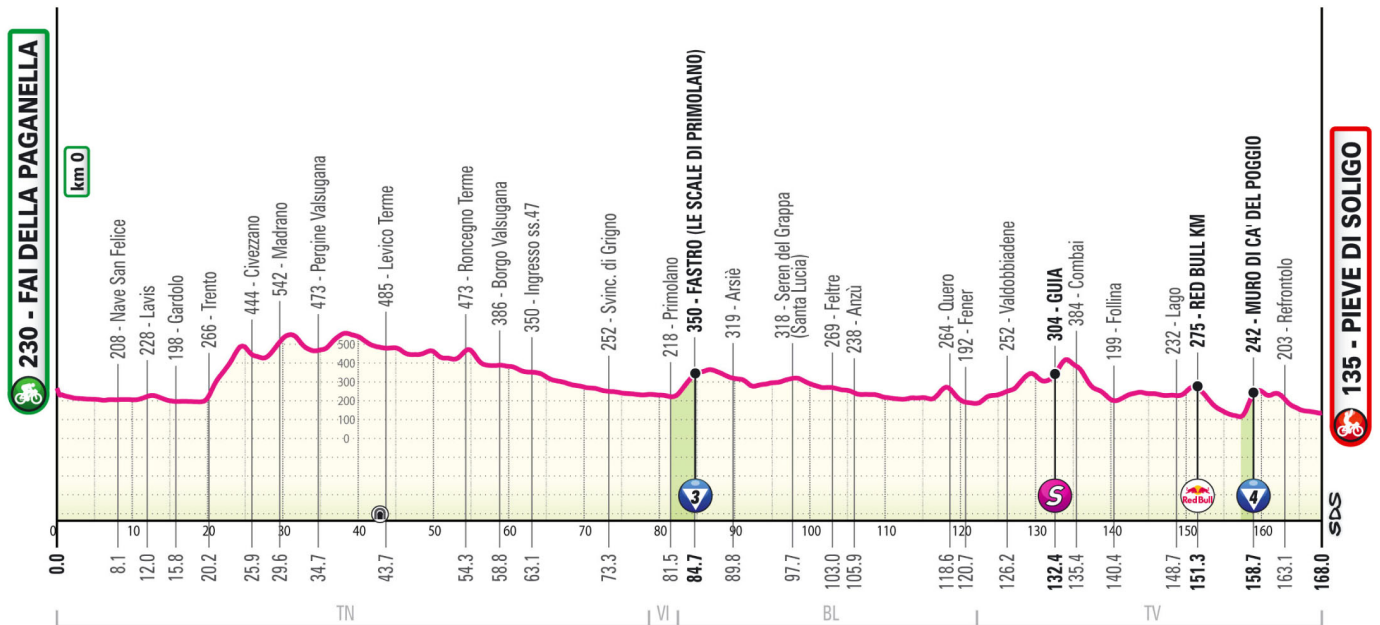 230 - FAI DELLA PAGANELLA
km 0
208 - Nave San Felice
228 - Lavis
198 - Gardolo
266 - Trento
444 - Civezzano
542 - Madrano
473 - Pergine Valsugana
485 - Levico Terme
473 - Roncegno Terme
386 - Borgo Valsugana
350 - Ingresso ss.47
252 - Svinc. di Grigno
218 - Primolano
350 - FASTRO (LE SCALE DI PRIMOLANO)
319 - Arsiè
318 - Seren del Grappa
(Santa Lucia)
269 - Feltre
238 - Anzù
264 - Quero
192 - Fener
252 - Valdobbiadene
304 - GUIA
384 - Combai
199 - Follina
232 - Lago
275 - RED BULL KM
242 - MURO DI CA' DEL POGGIO
203 - Refrontolo
135 - PIEVE DI SOLIGO
500
400
300
200
100
0
3
S
Red Bull
4
SDS
0 10 20 30 40 50 60 70 80 90 100 110 120 130 140 150 160
0.0 8.1 12.0 15.8 20.2 25.9 29.6 34.7 43.7 54.3 58.8 63.1 73.3 81.5 84.7 89.8 97.7 103.0 105.9 118.6 120.7 126.2 132.4 135.4 140.4 148.7 151.3 158.7 163.1 168.0
TN VI BL TV